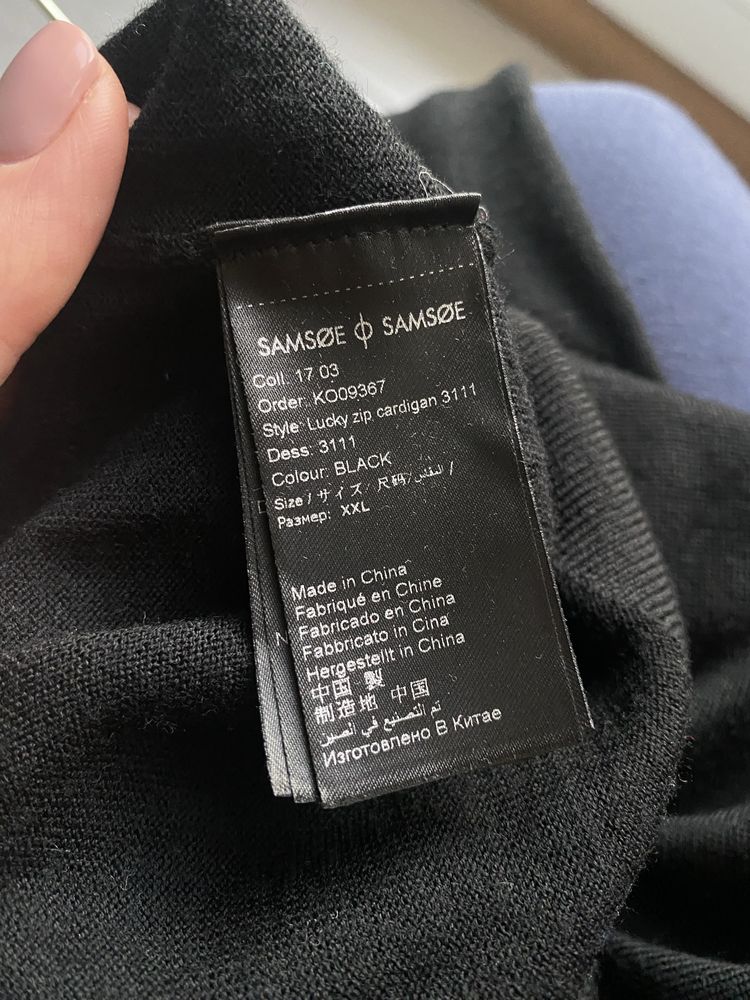 SAMSØE ɸ SAMSØE
Coll. 17 03
Order: KO09367
Style: Lucky zip cardigan 3111
Dess: 3111
Colour: BLACK
Size / サイズ / 尺码 / المقاس /
Размер: XXL
Made in China
Fabriqué en Chine
Fabricado en China
Fabbricato in Cina
Hergestellt in China
中国 製
制造地 中国
تم التصنيع في الصين
Изготовлено В Китае